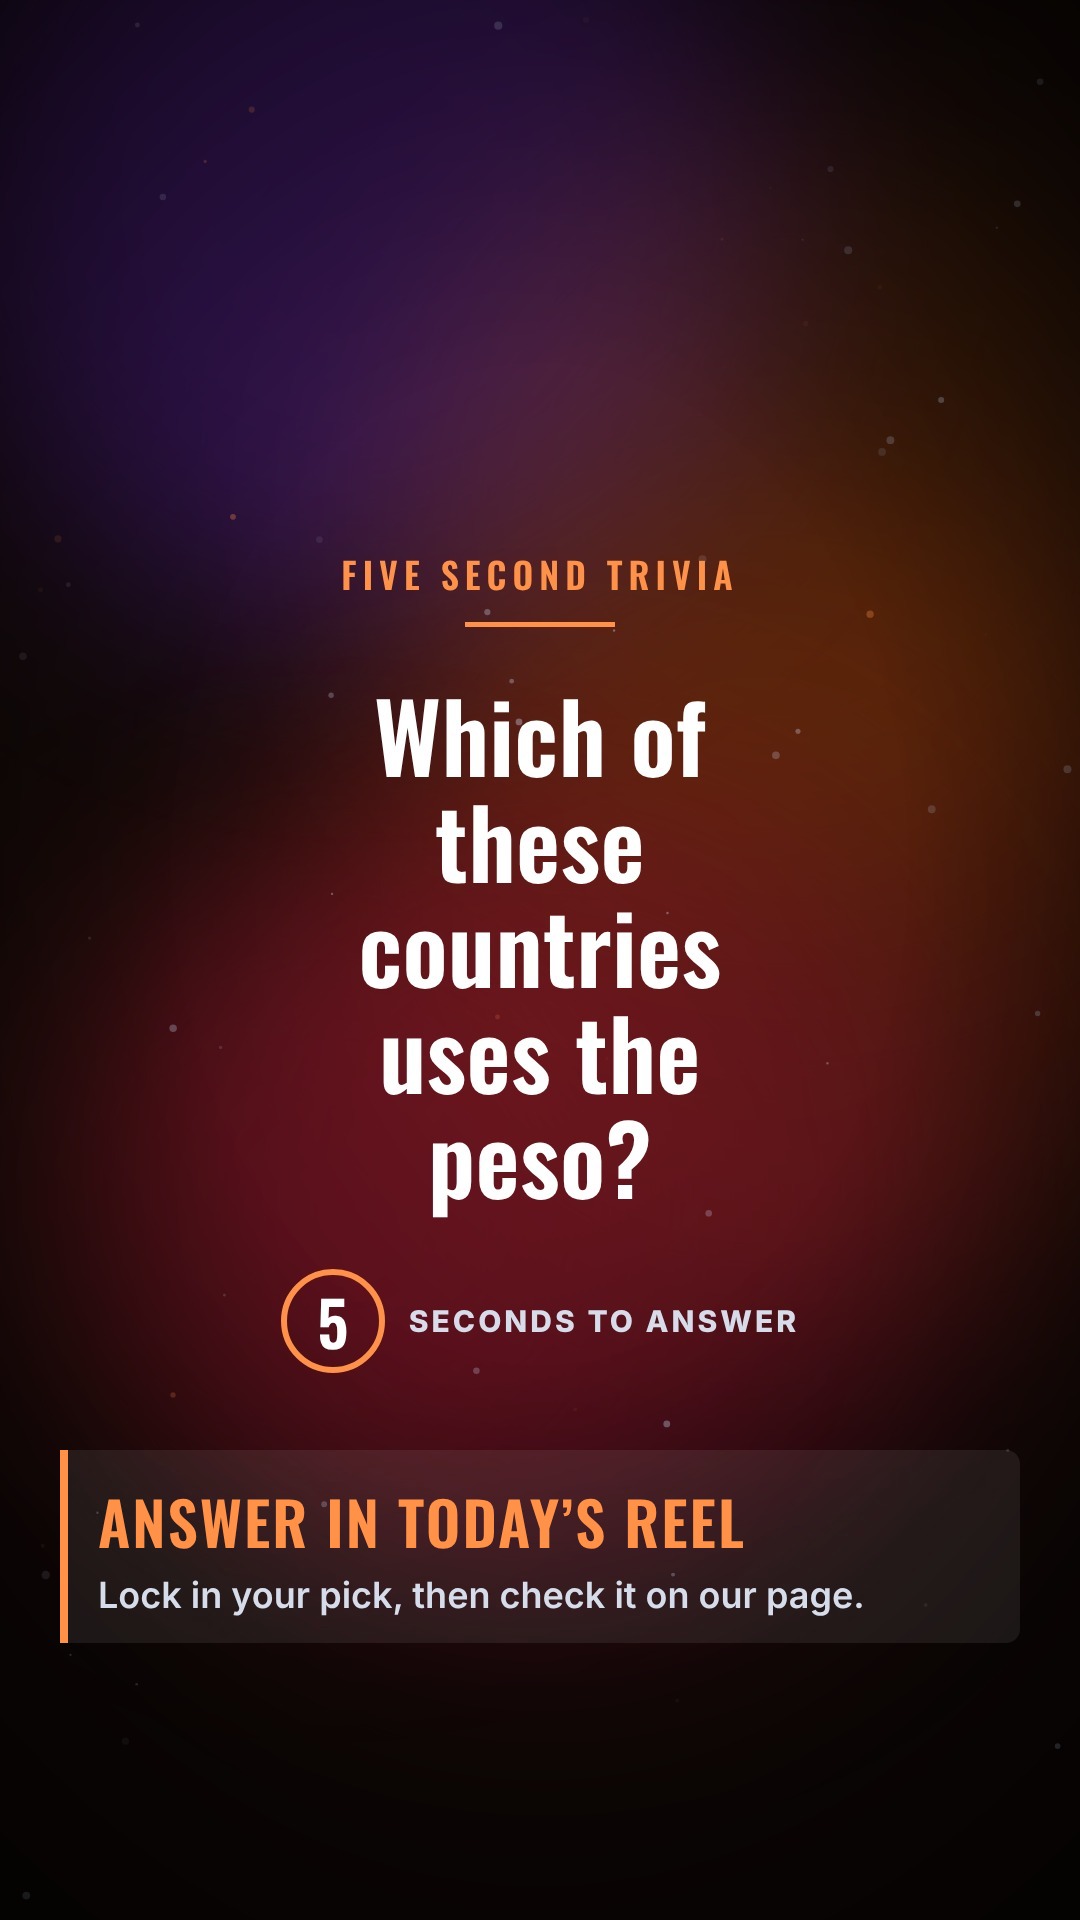 FIVE SECOND TRIVIA
Which of
these
countries
uses the
peso?
5 SECONDS TO ANSWER
ANSWER IN TODAY’S REEL
Lock in your pick, then check it on our page.